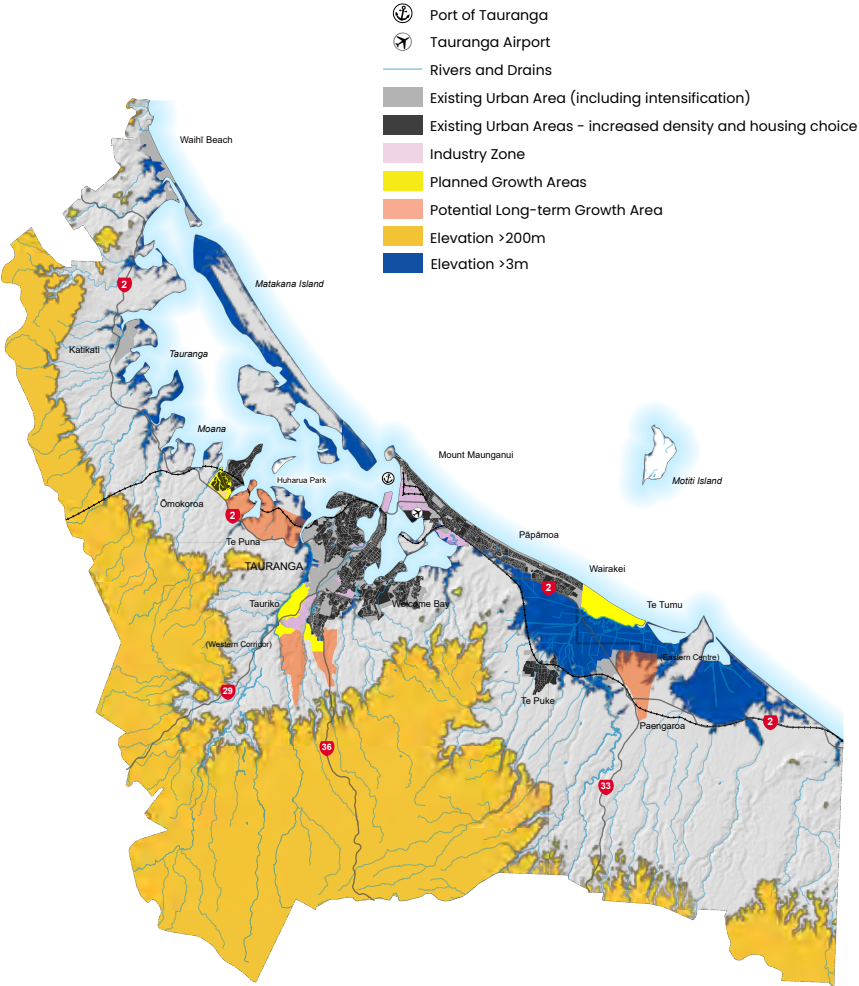 Port of Tauranga
Tauranga Airport
Rivers and Drains
Existing Urban Area (including intensification)
Existing Urban Areas - increased density and housing choice
Industry Zone
Planned Growth Areas
Potential Long-term Growth Area
Elevation >200m
Elevation >3m
Waihī Beach
Matakana Island
2
Katikati
Tauranga
Moana
Mount Maunganui
Motiti Island
Huharua Park
Ōmokoroa
2
Te Puna
Pāpāmoa
TAURANGA
Wairakei
2
Tauriko
Welcome Bay
Te Tumu
(Western Corridor)
(Eastern Centre)
29
Te Puke
Paengaroa
2
36
33